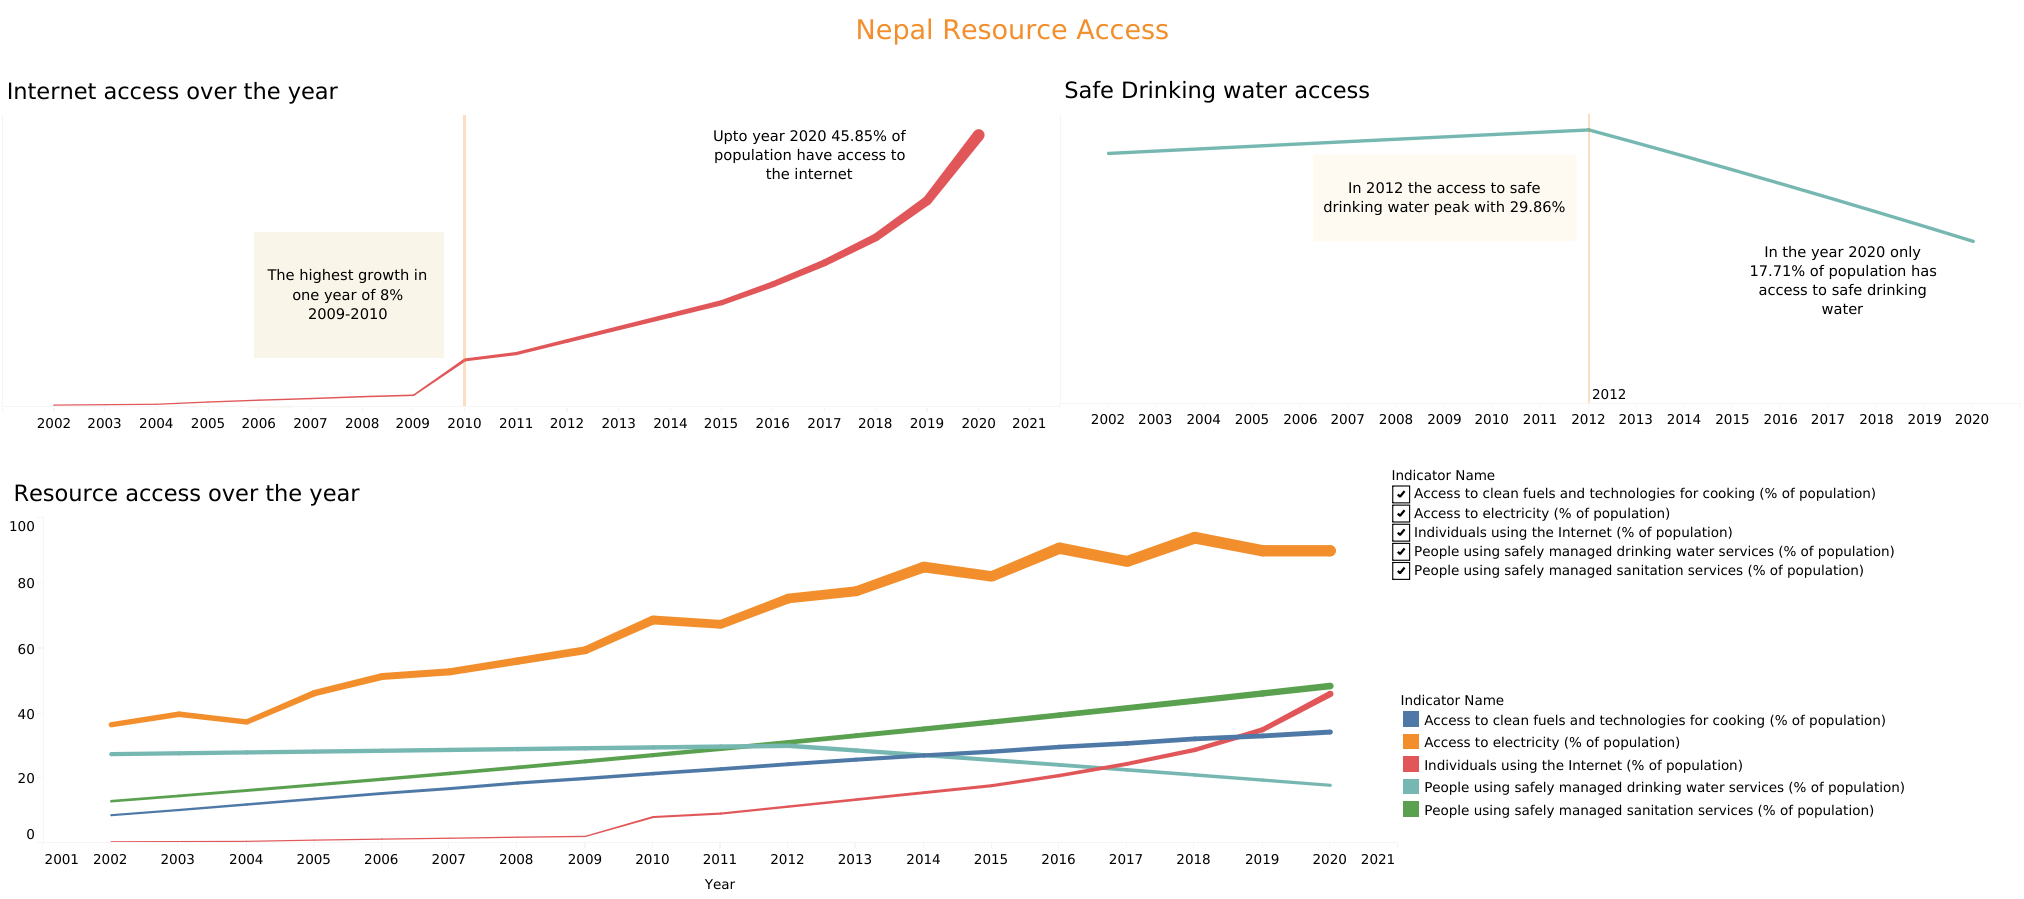 Nepal Resource Access
Internet access over the year
Upto year 2020 45.85% of
population have access to
the internet
The highest growth in
one year of 8%
2009-2010
2002 2003 2004 2005 2006 2007 2008 2009 2010 2011 2012 2013 2014 2015 2016 2017 2018 2019 2020 2021
Safe Drinking water access
In 2012 the access to safe
drinking water peak with 29.86%
In the year 2020 only
17.71% of population has
access to safe drinking
water
2012
2002 2003 2004 2005 2006 2007 2008 2009 2010 2011 2012 2013 2014 2015 2016 2017 2018 2019 2020
Resource access over the year
100
80
60
40
20
0
2001 2002 2003 2004 2005 2006 2007 2008 2009 2010 2011 2012 2013 2014 2015 2016 2017 2018 2019 2020 2021
Year
Indicator Name
Access to clean fuels and technologies for cooking (% of population)
Access to electricity (% of population)
Individuals using the Internet (% of population)
People using safely managed drinking water services (% of population)
People using safely managed sanitation services (% of population)
Indicator Name
Access to clean fuels and technologies for cooking (% of population)
Access to electricity (% of population)
Individuals using the Internet (% of population)
People using safely managed drinking water services (% of population)
People using safely managed sanitation services (% of population)